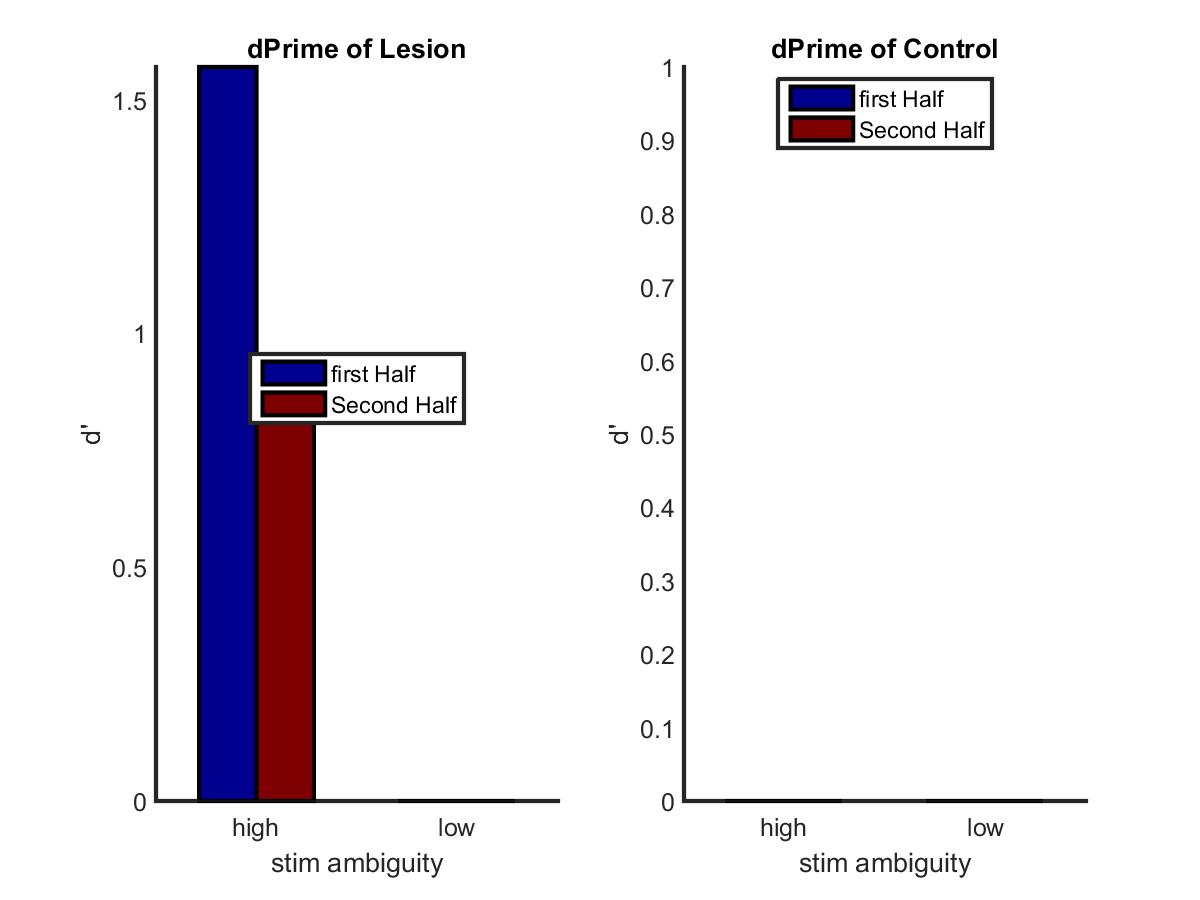 dPrime of Lesion
1.5
1
0.5
0
d'
first Half
Second Half
high
low
stim ambiguity
dPrime of Control
1
0.9
0.8
0.7
0.6
0.5
0.4
0.3
0.2
0.1
0
d'
first Half
Second Half
high
low
stim ambiguity